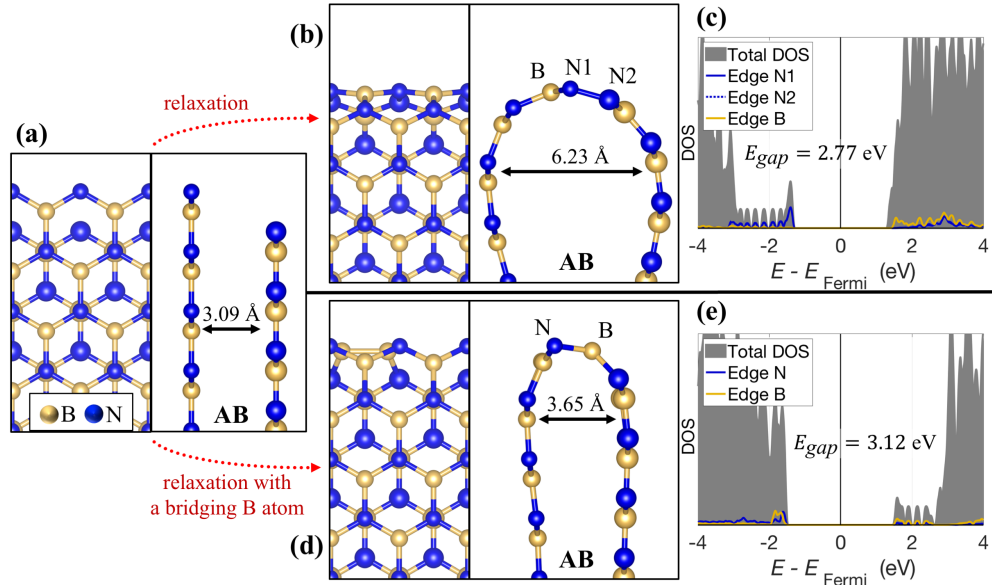 (a)
3.09 Å
B
N
AB
relaxation
relaxation with
a bridging B atom
(b)
B
N1
N2
6.23 Å
AB
(c)
Total DOS
Edge N1
Edge N2
Edge B
E_gap = 2.77 eV
DOS
-4 -2 0 2 4
E - E_Fermi (eV)
(d)
N
B
3.65 Å
AB
(e)
Total DOS
Edge N
Edge B
E_gap = 3.12 eV
DOS
-4 -2 0 2 4
E - E_Fermi (eV)